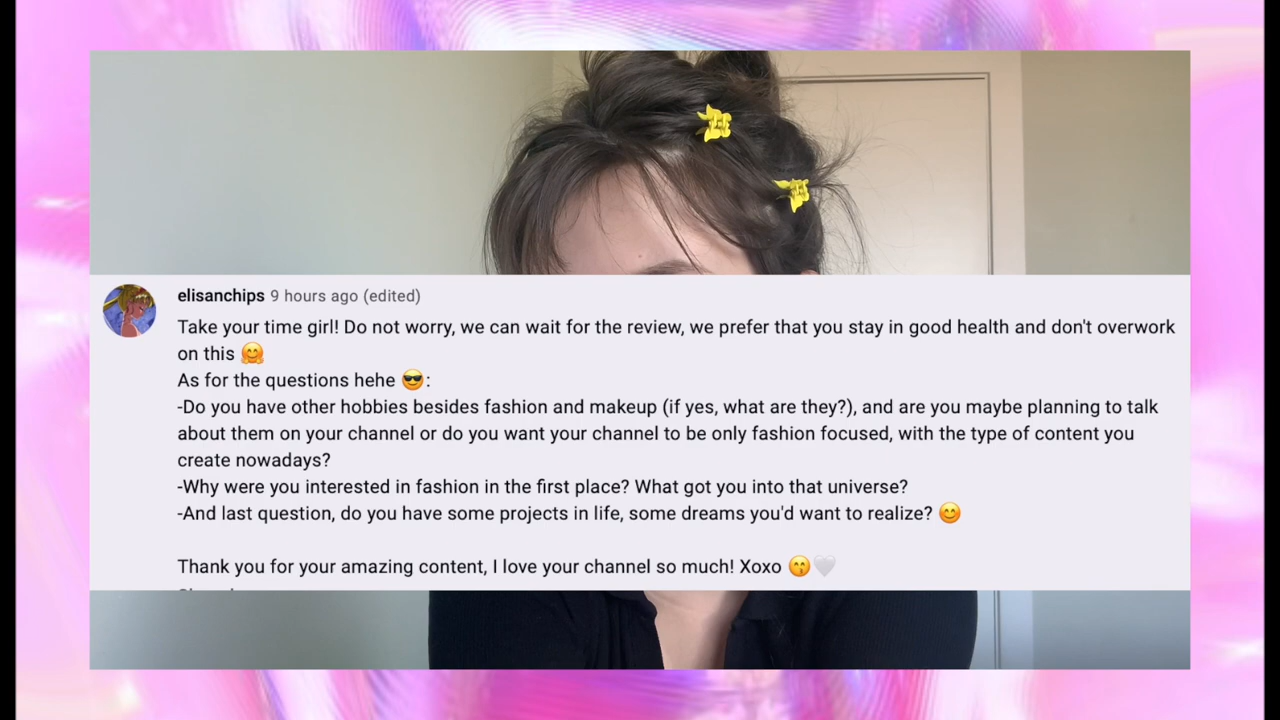 elisanchips 9 hours ago (edited)
Take your time girl! Do not worry, we can wait for the review, we prefer that you stay in good health and don't overwork
on this 🤗
As for the questions hehe 😎:
-Do you have other hobbies besides fashion and makeup (if yes, what are they?), and are you maybe planning to talk
about them on your channel or do you want your channel to be only fashion focused, with the type of content you
create nowadays?
-Why were you interested in fashion in the first place? What got you into that universe?
-And last question, do you have some projects in life, some dreams you'd want to realize? 😊
Thank you for your amazing content, I love your channel so much! Xoxo 😙🤍